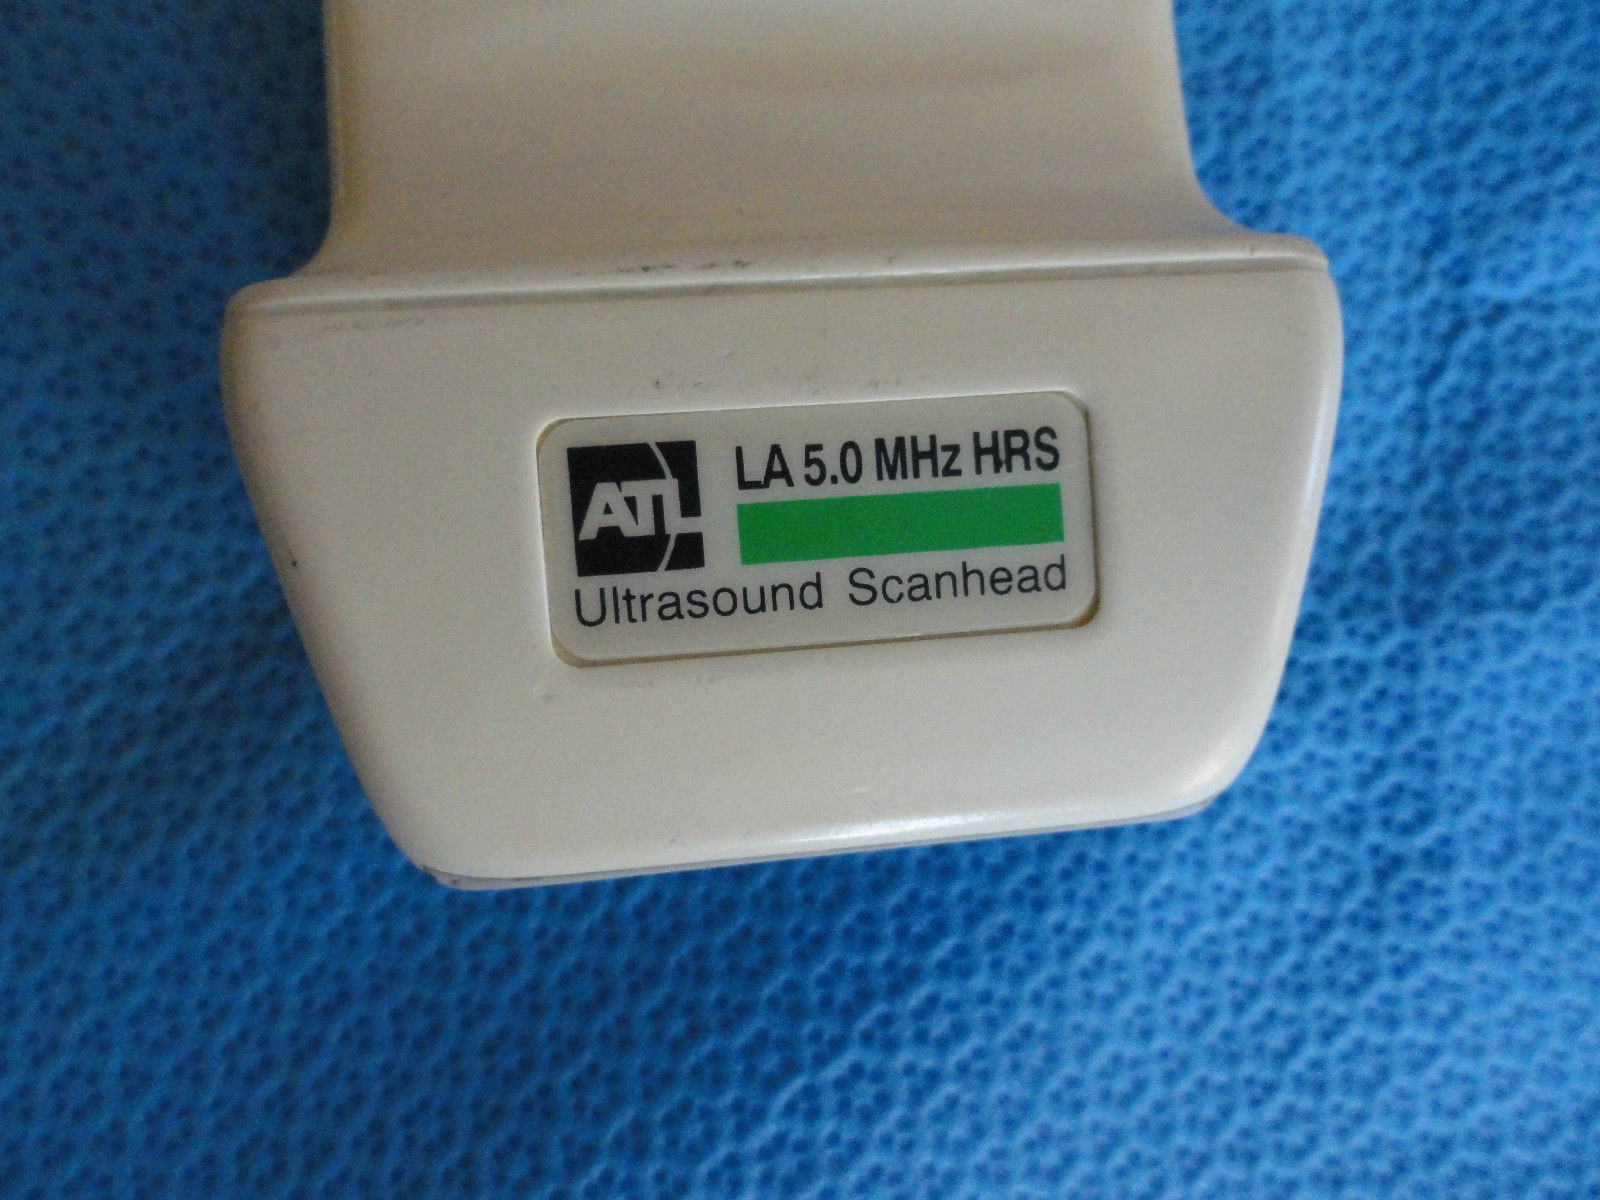 ATL
LA 5.0 MHz HRS
Ultrasound Scanhead